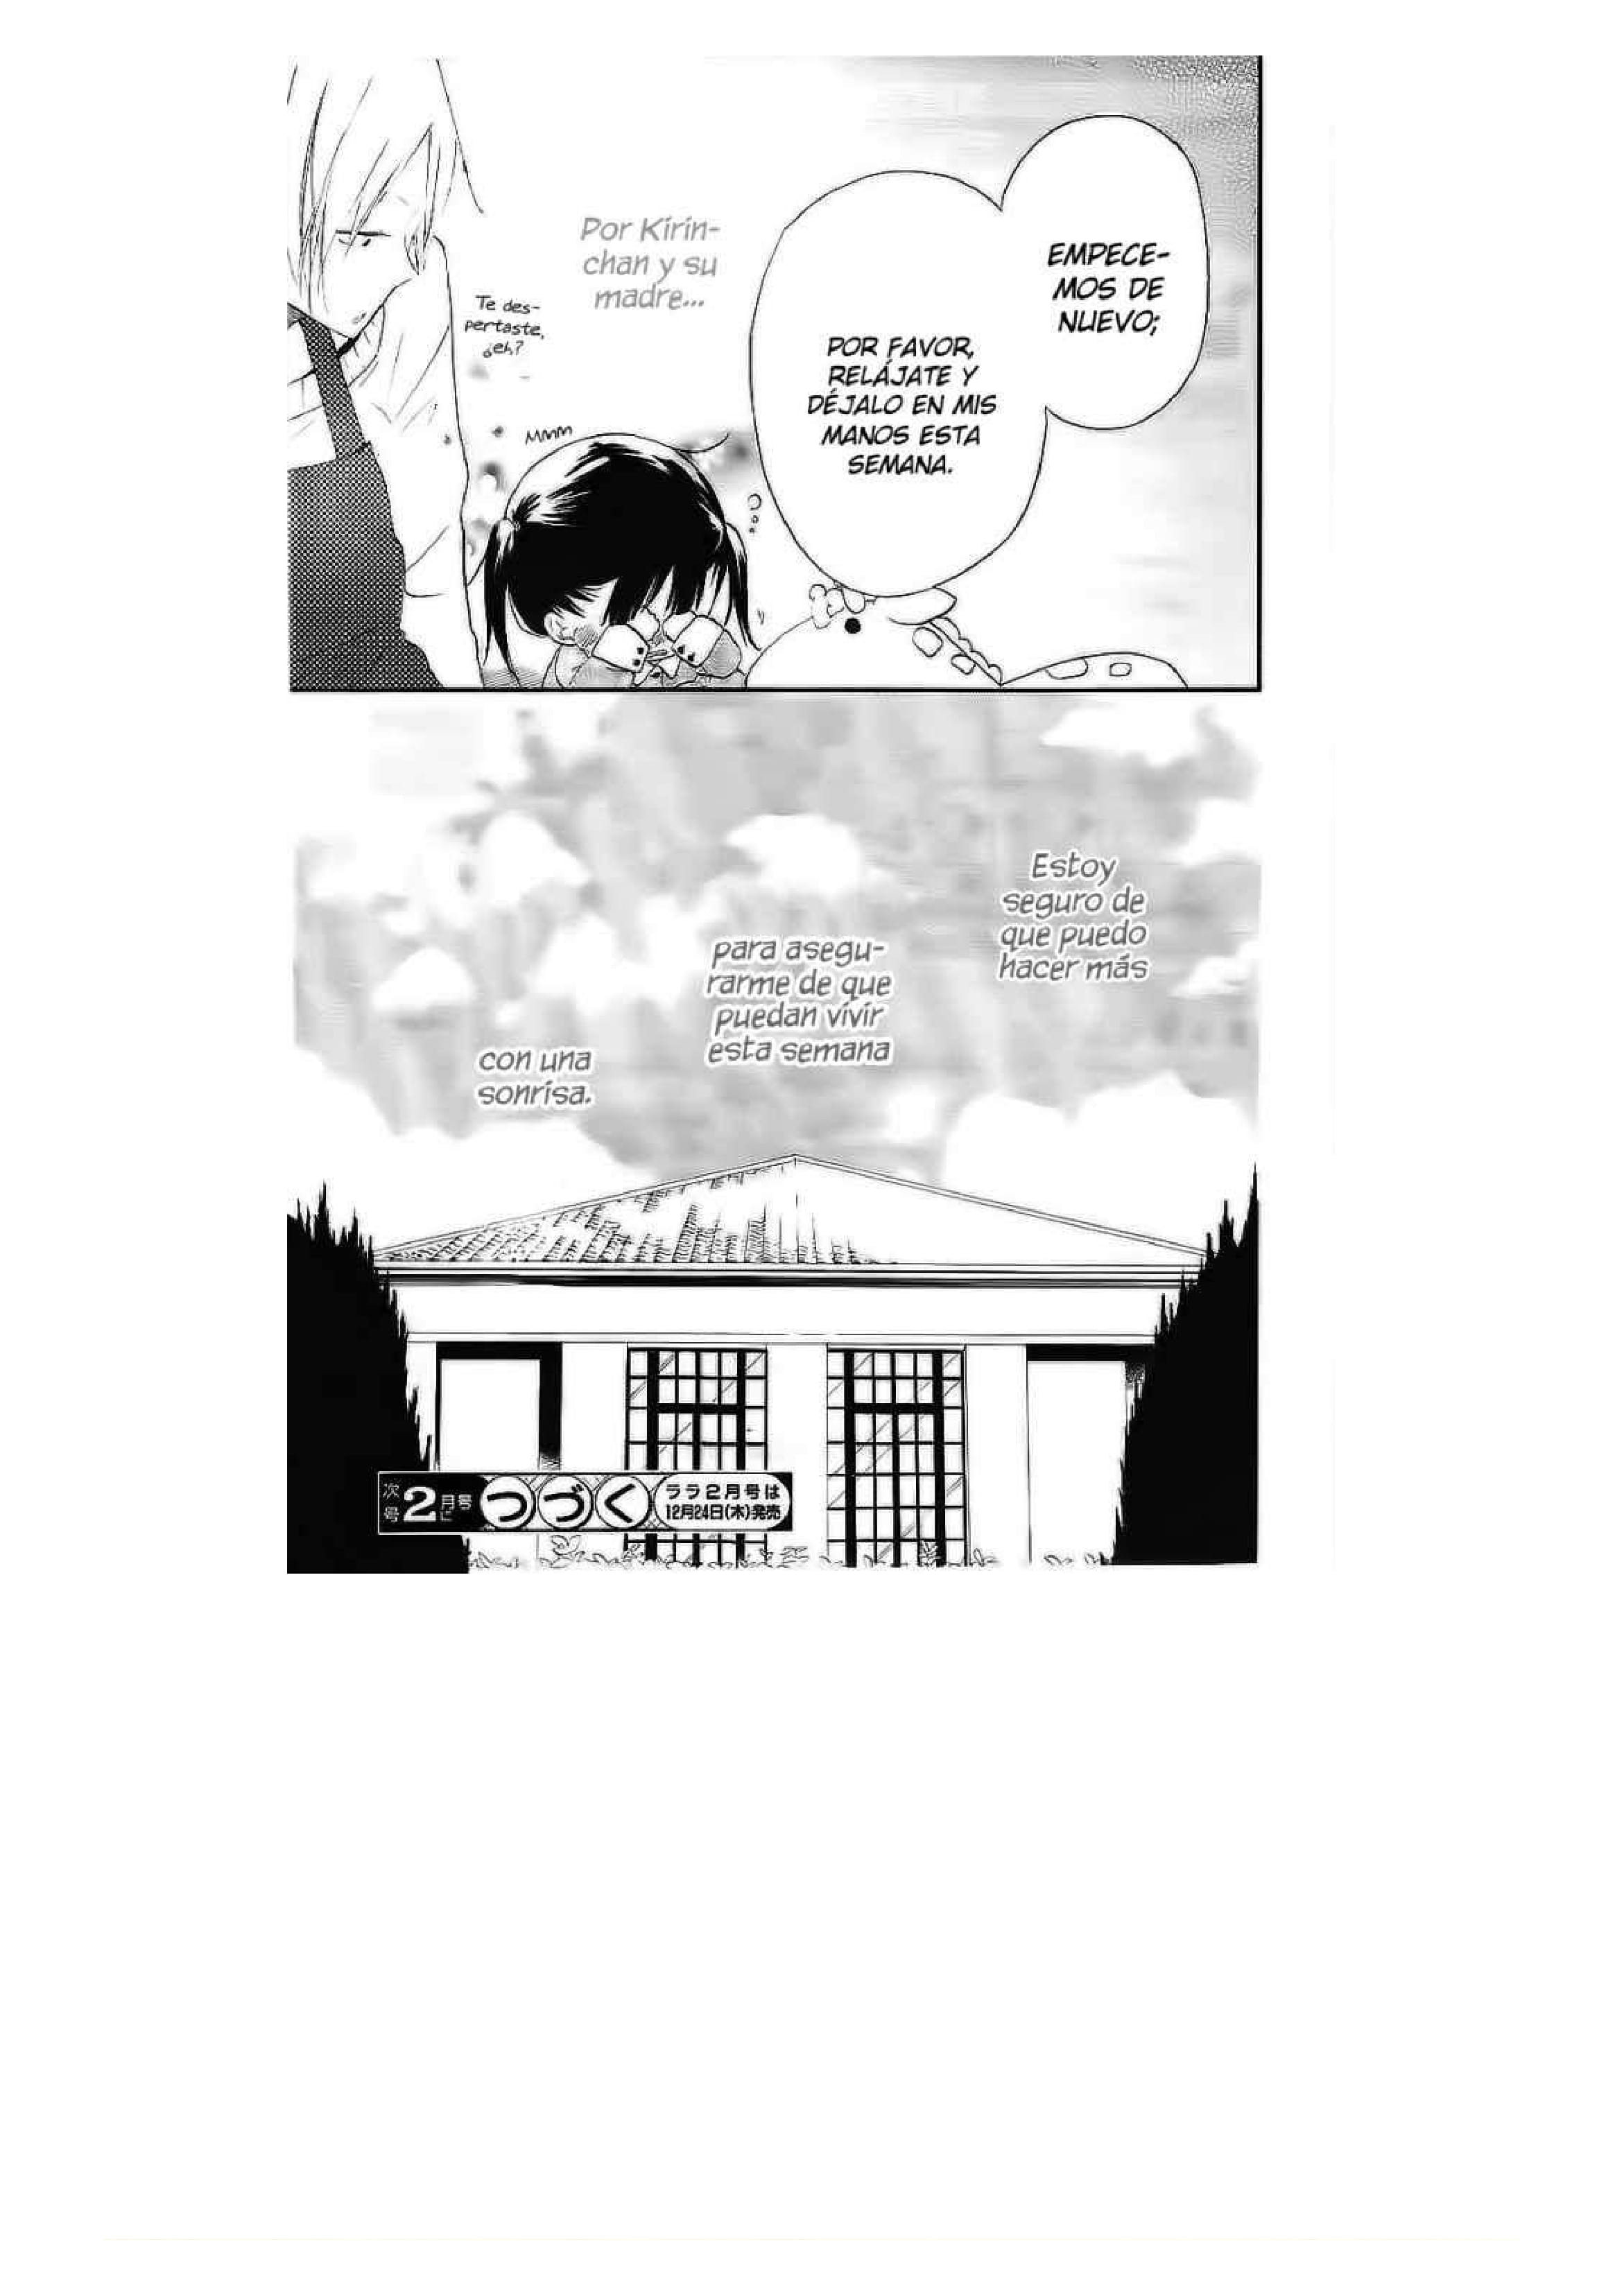 EMPECE-
MOS DE
NUEVO;
POR FAVOR,
RELÁJATE Y
DÉJALO EN MIS
MANOS ESTA
SEMANA.
Por Kirin-
chan y su
madre...
Te des-
pertaste,
¿eh?
Mmm
Estoy
seguro de
que puedo
hacer más
para asegu-
rarme de que
puedan vivir
esta semana
con una
sonrisa.
次号2月号に
つづく
ララ2月号は
12月24日(木)発売